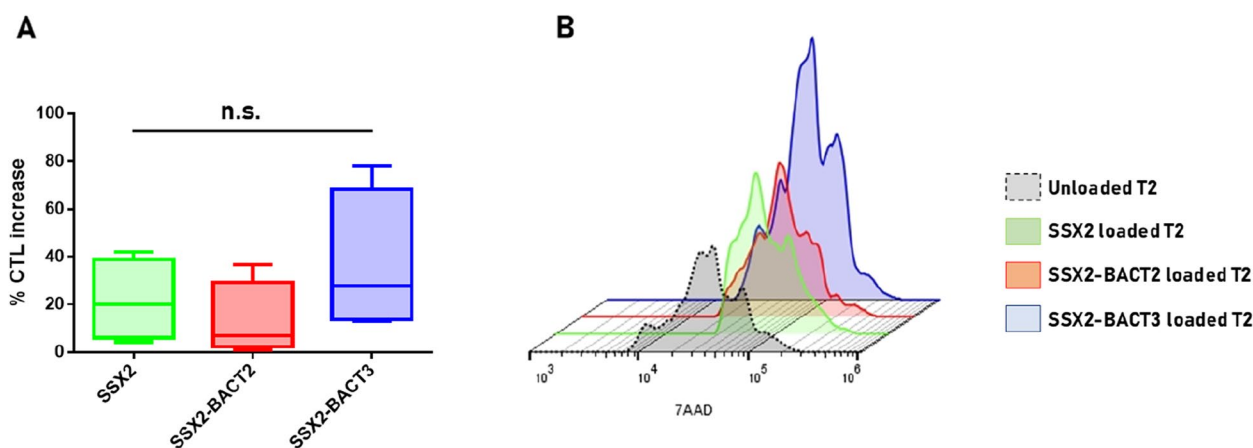 A
% CTL increase
100
80
60
40
20
0
n.s.
SSX2
SSX2-BACT2
SSX2-BACT3
B
10³
10⁴
10⁵
10⁶
7AAD
Unloaded T2
SSX2 loaded T2
SSX2-BACT2 loaded T2
SSX2-BACT3 loaded T2